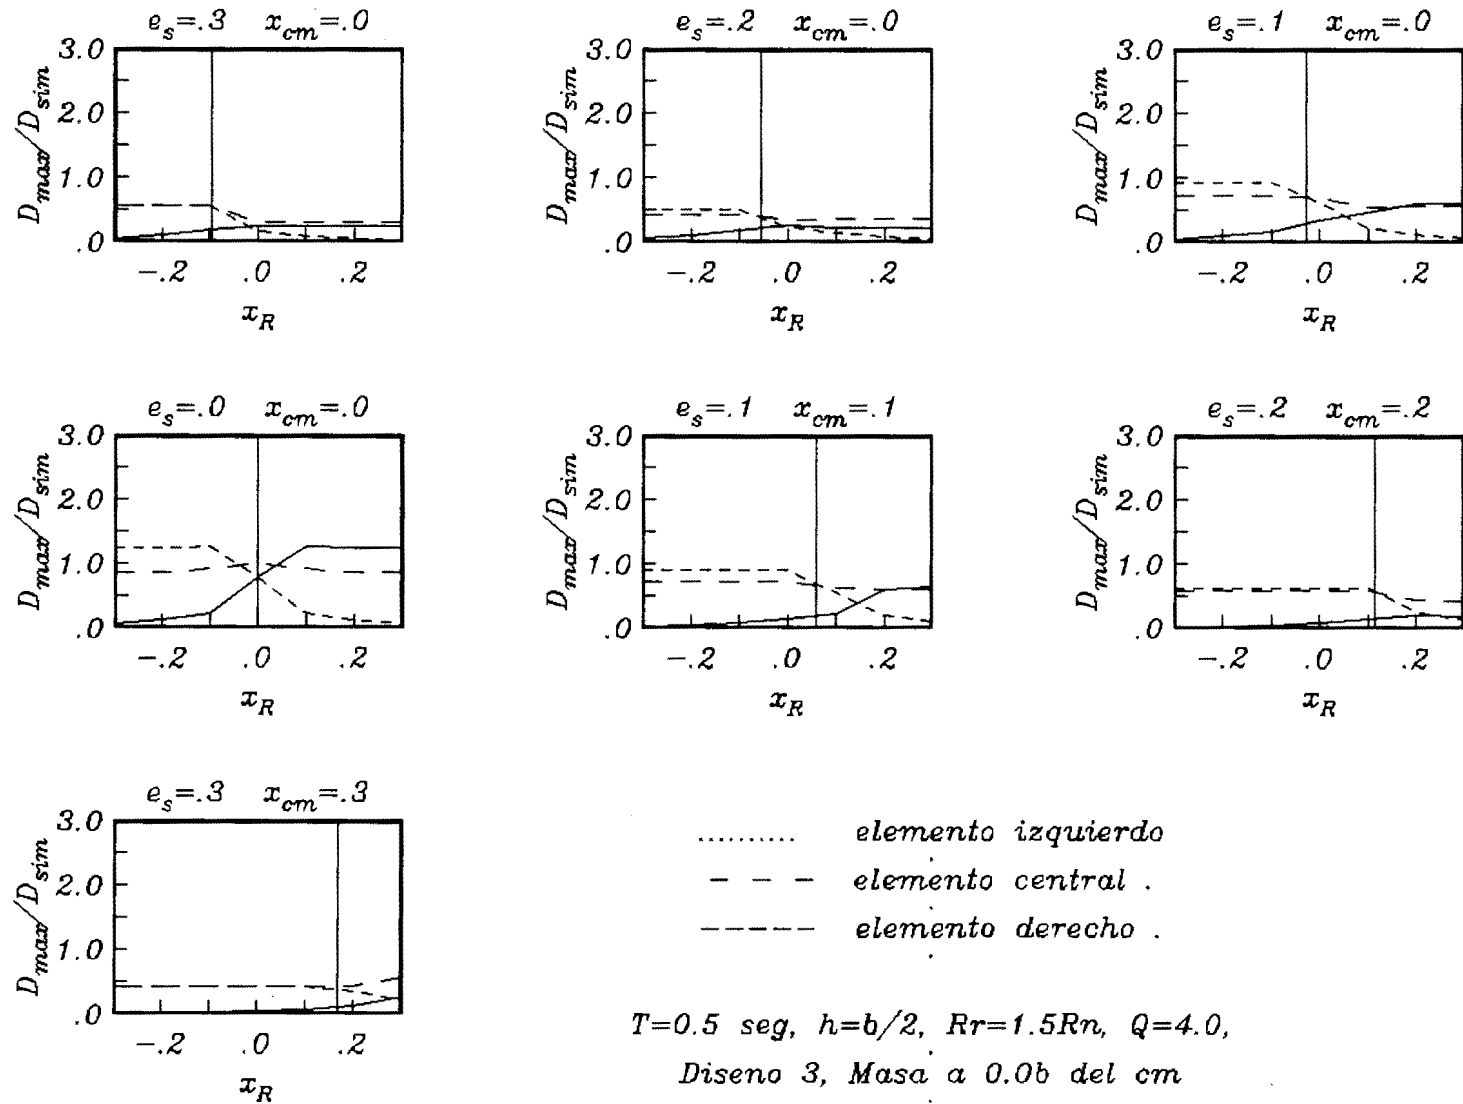 e_s=.3 x_cm=.0
D_max/D_sim
3.0
2.0
1.0
.0
-.2 .0 .2
x_R
e_s=.2 x_cm=.0
D_max/D_sim
3.0
2.0
1.0
.0
-.2 .0 .2
x_R
e_s=.1 x_cm=.0
D_max/D_sim
3.0
2.0
1.0
.0
-.2 .0 .2
x_R
e_s=.0 x_cm=.0
D_max/D_sim
3.0
2.0
1.0
.0
-.2 .0 .2
x_R
e_s=.1 x_cm=.1
D_max/D_sim
3.0
2.0
1.0
.0
-.2 .0 .2
x_R
e_s=.2 x_cm=.2
D_max/D_sim
3.0
2.0
1.0
.0
-.2 .0 .2
x_R
e_s=.3 x_cm=.3
D_max/D_sim
3.0
2.0
1.0
.0
-.2 .0 .2
x_R
elemento izquierdo
elemento central .
elemento derecho .
T=0.5 seg, h=b/2, Rr=1.5Rn, Q=4.0,
Diseno 3, Masa a 0.0b del cm